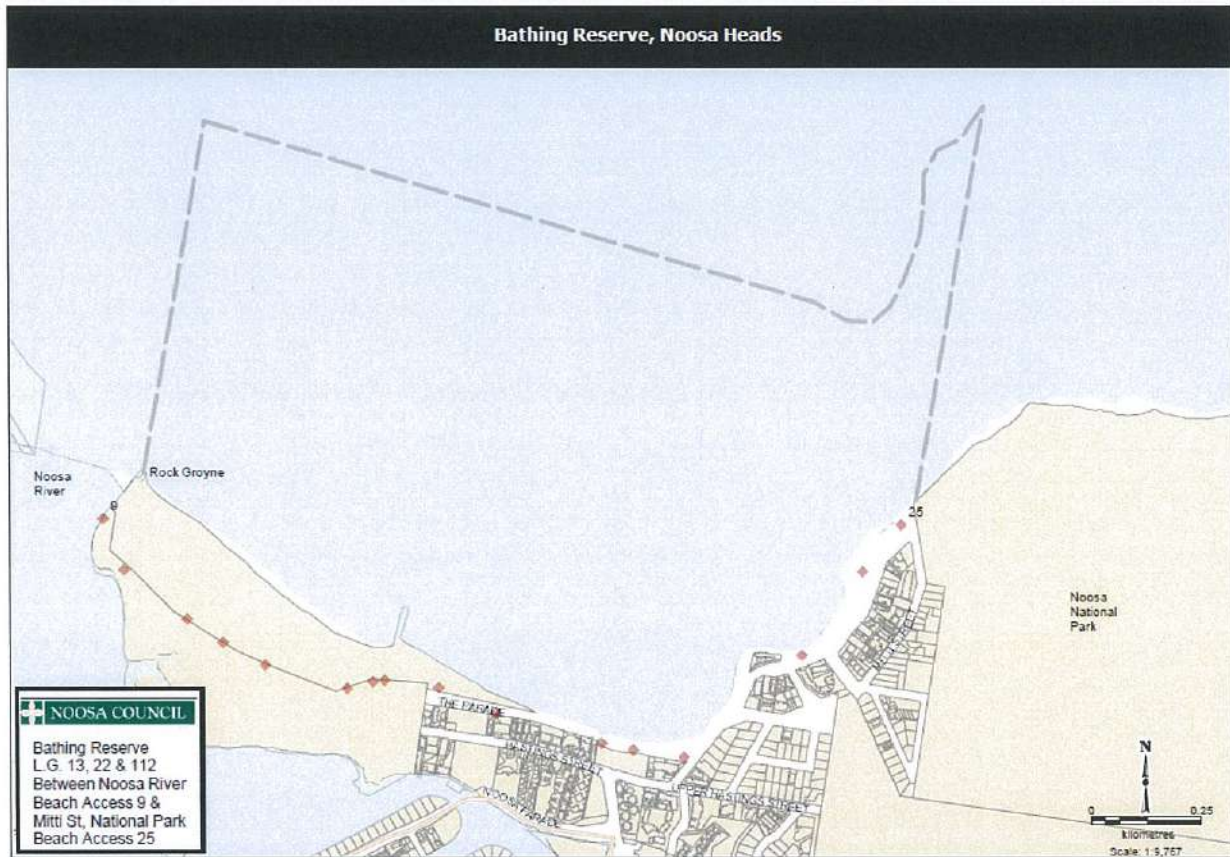 Bathing Reserve, Noosa Heads
Noosa
River
Rock Groyne
9
25
Noosa
National
Park
THE PARADE
HASTINGS STREET
NOOSA PARADE
UPPER HASTINGS STREET
NOOSA COUNCIL
Bathing Reserve
L.G. 13, 22 & 112
Between Noosa River
Beach Access 9 &
Mitti St, National Park
Beach Access 25
N
0 0.25
kilometres
Scale: 1:9,767